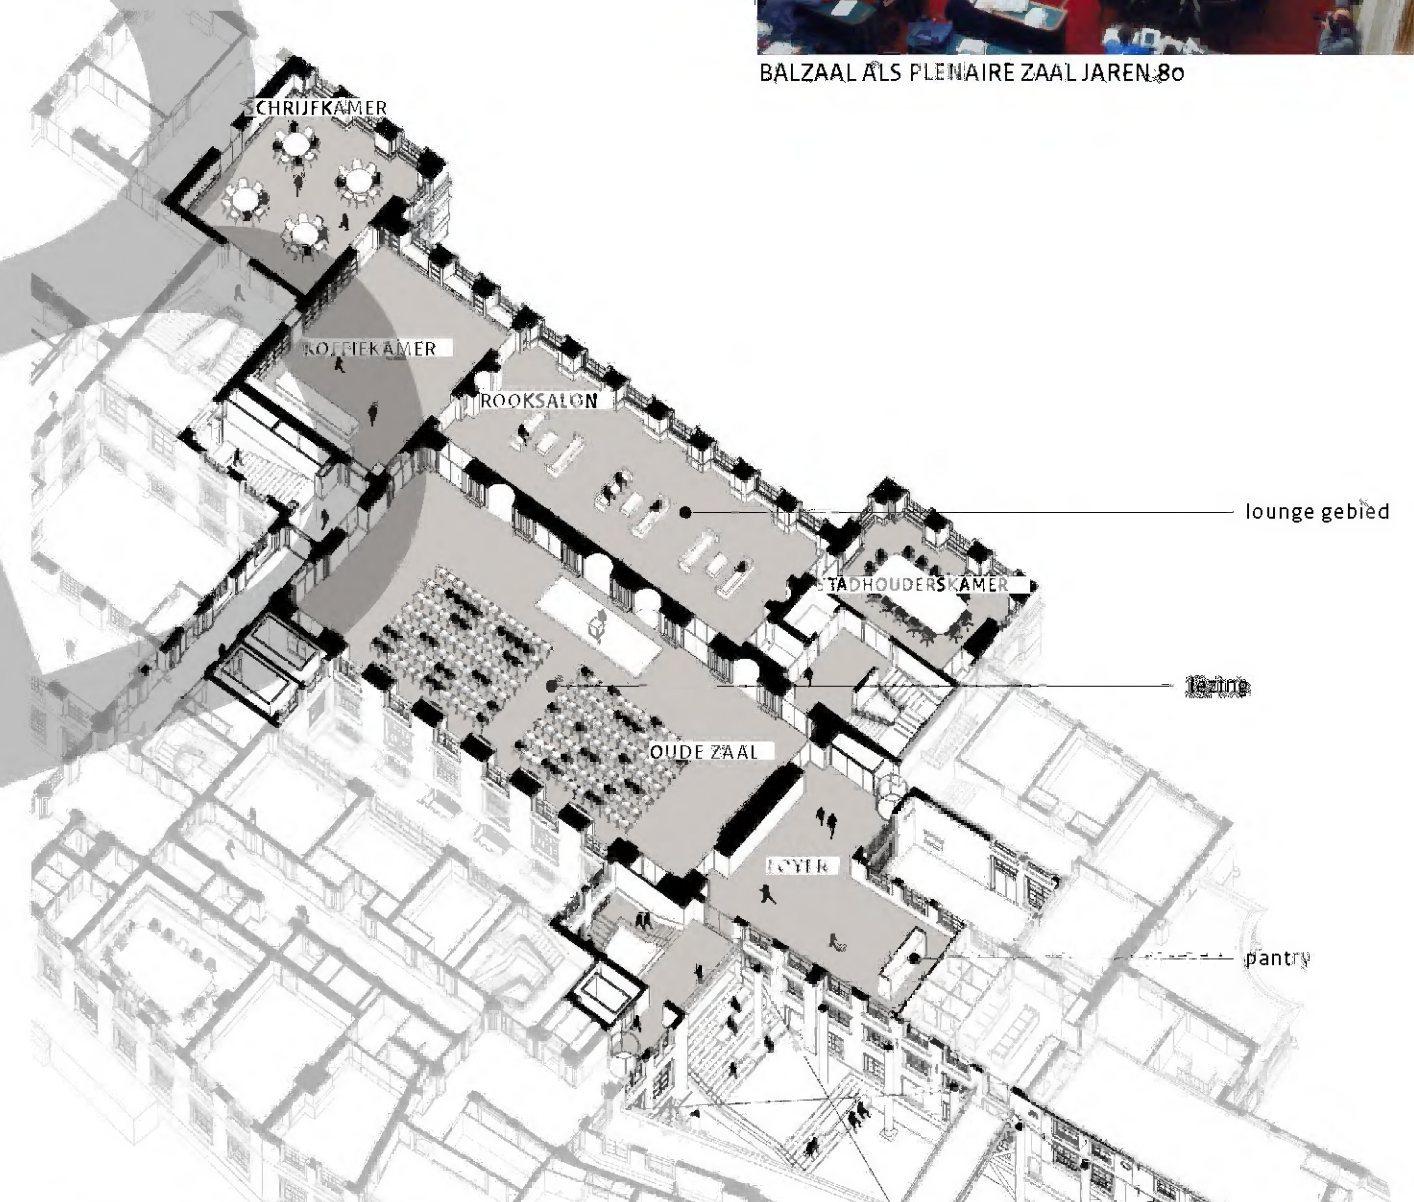 BALZAAL ALS PLENAIRE ZAAL JAREN 80
SCHRIJFKAMER
KOFFIEKAMER
ROOKSALON
lounge gebied
STADHOUDERSKAMER
lezing
OUDE ZAAL
FOYER
pantry